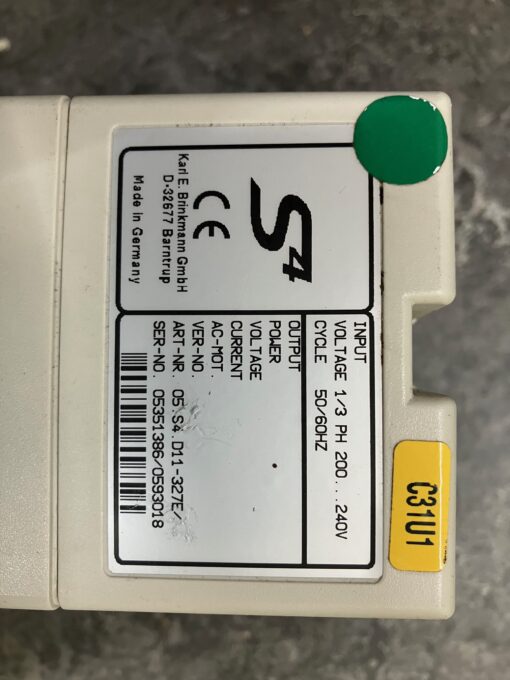 S4
Karl E. Brinkmann GmbH
D-32677 Barntrup
Made in Germany
CE
INPUT
VOLTAGE 1/3 PH 200...240V
CYCLE 50/60HZ
OUTPUT
POWER
VOLTAGE
CURRENT
AC-MOT.
VER-NO.
ART-NR. 05.S4.D11-327E/
SER-NO. 05351386/0593018
C31U1